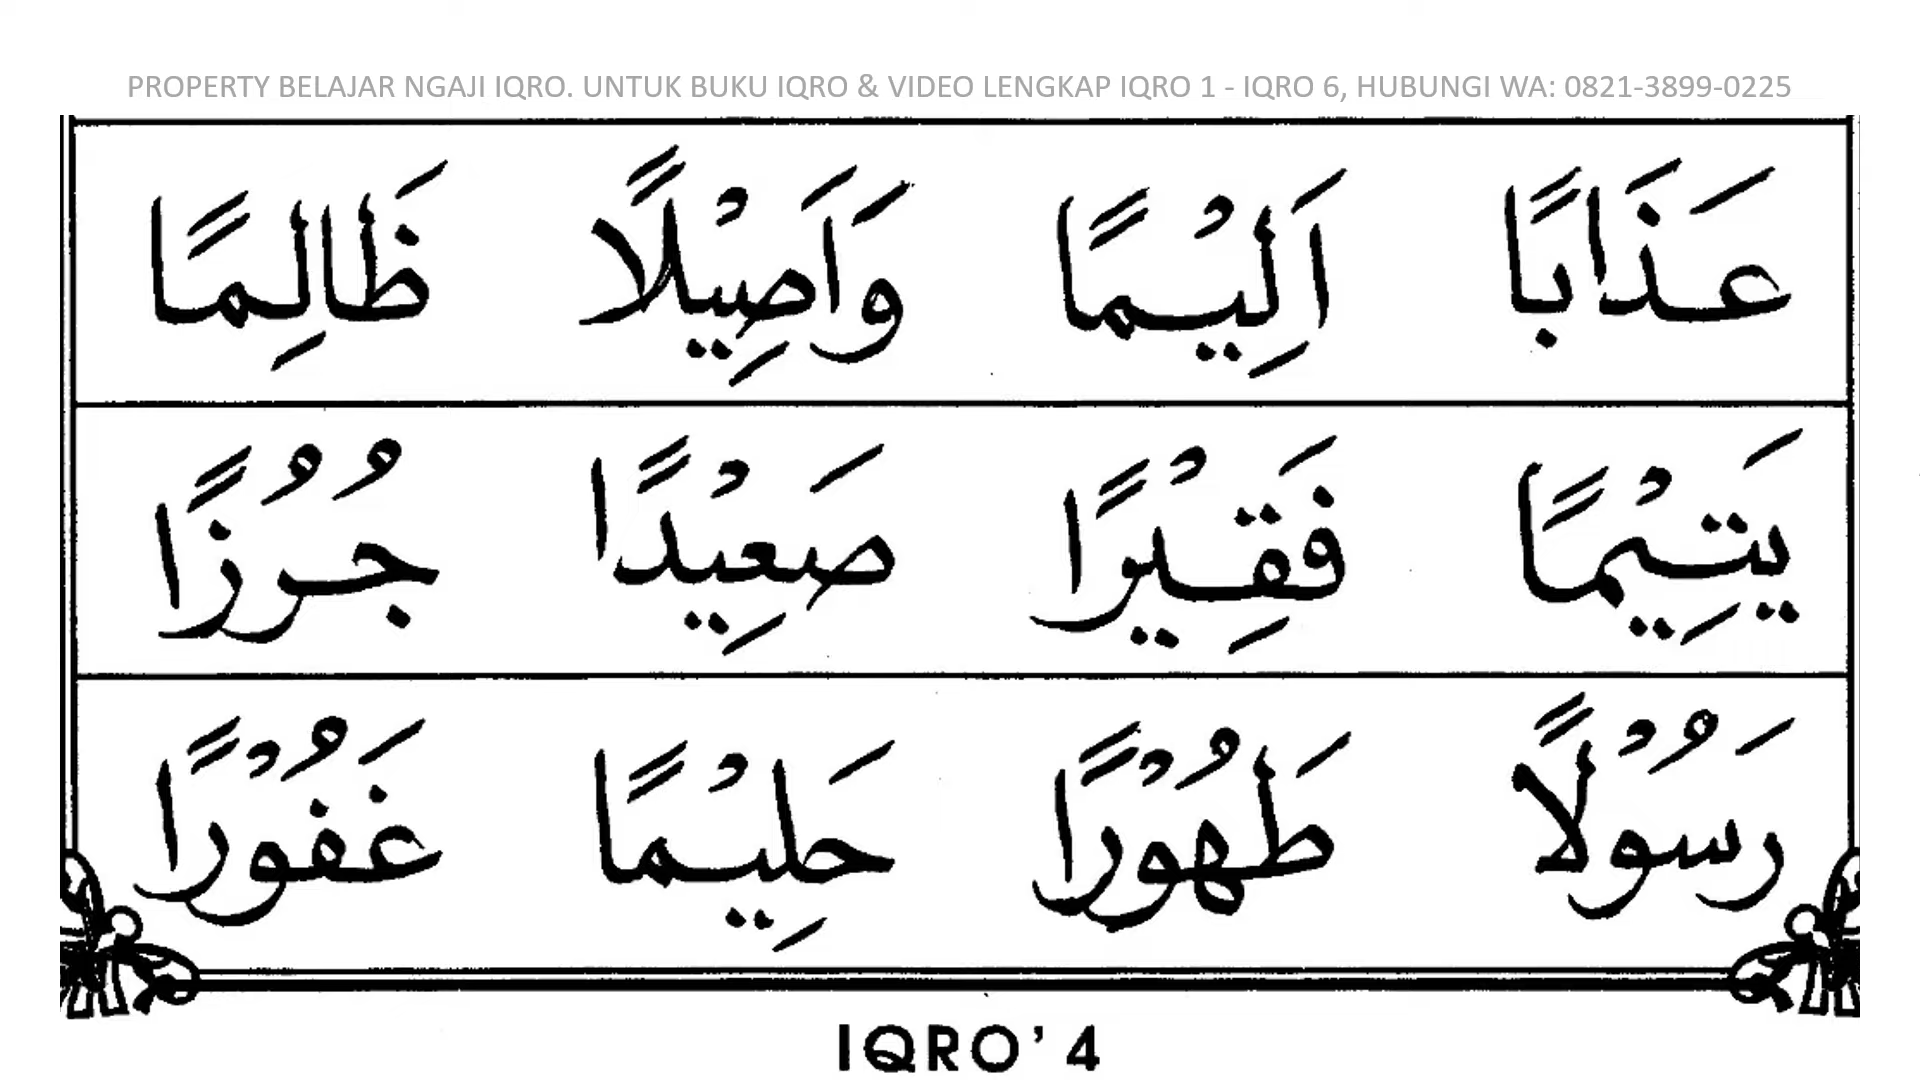 PROPERTY BELAJAR NGAJI IQRO. UNTUK BUKU IQRO & VIDEO LENGKAP IQRO 1 - IQRO 6, HUBUNGI WA: 0821-3899-0225
عَذَابًا اَلِيْمًا وَاَصِيْلًا ظَالِمًا
يَتِيْمًا فَقِيْرًا صَعِيْدًا جُرُزًا
رَسُوْلًا طَهُوْرًا حَلِيْمًا غَفُوْرًا
IQRO’ 4